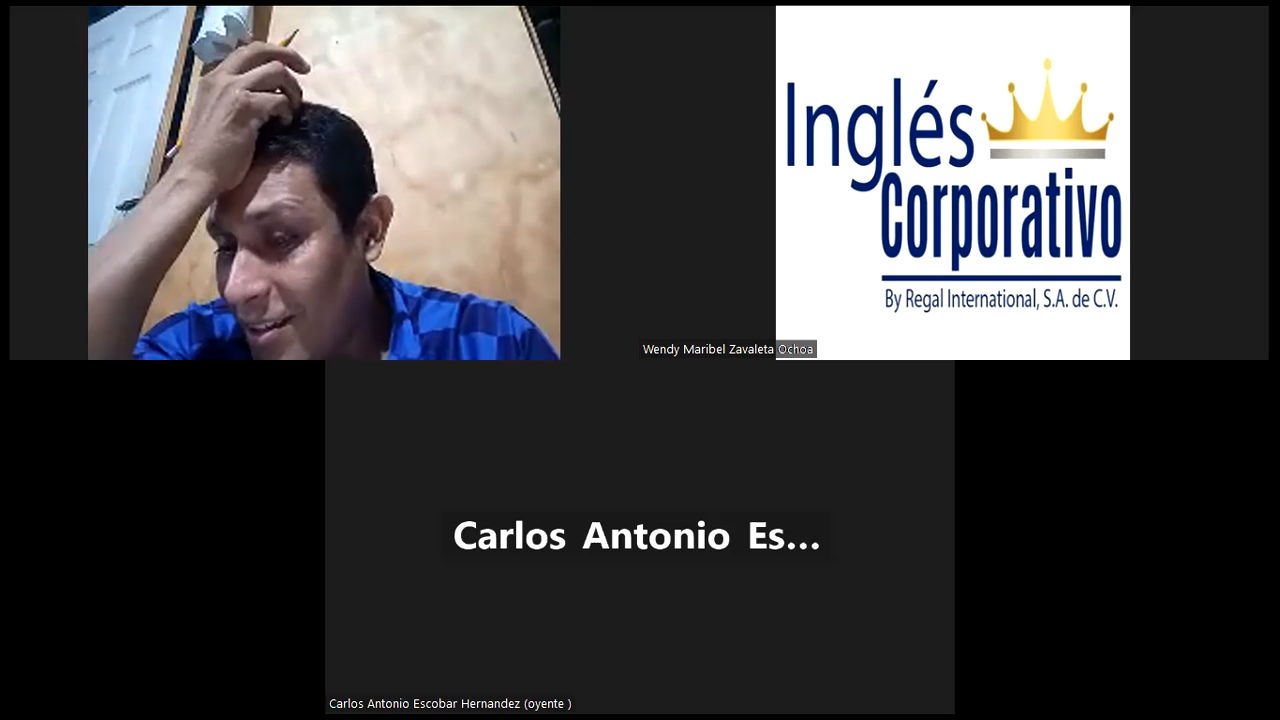 Inglés
Corporativo
By Regal International, S.A. de C.V.
Wendy Maribel Zavaleta Ochoa
Carlos Antonio Es...
Carlos Antonio Escobar Hernandez (oyente )